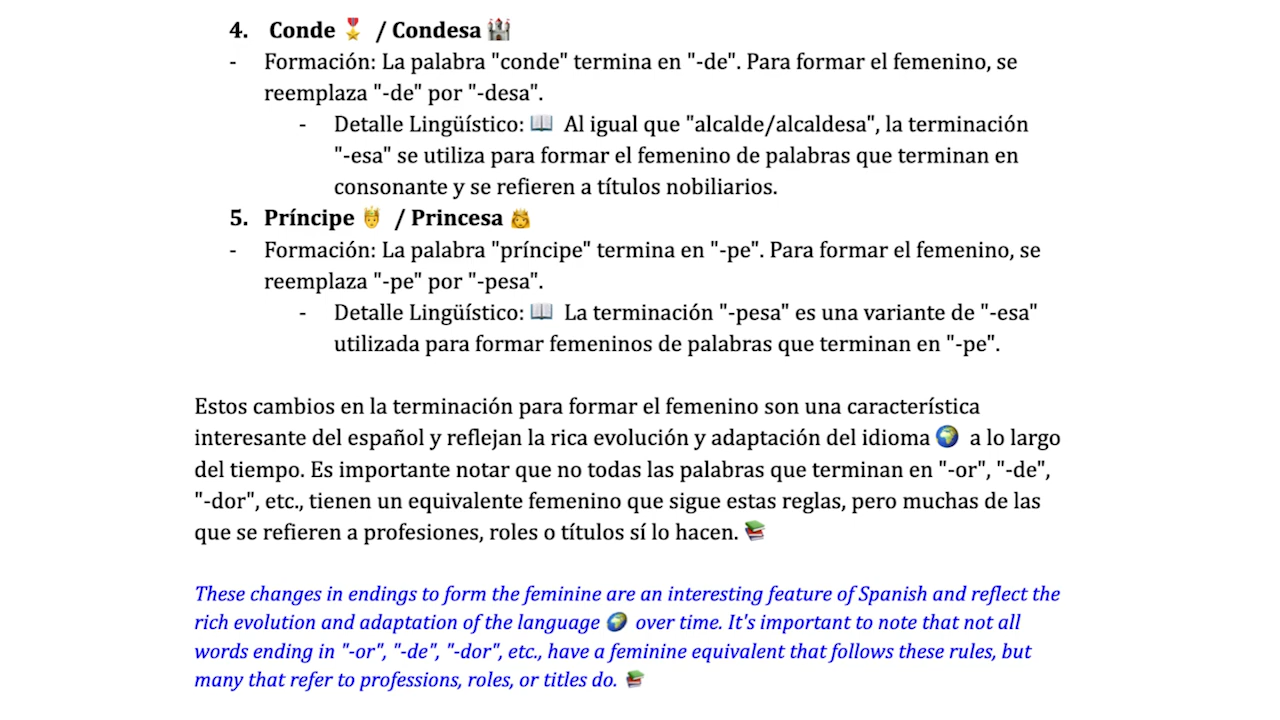 4. Conde 🎖️ / Condesa 🏰
- Formación: La palabra "conde" termina en "-de". Para formar el femenino, se
reemplaza "-de" por "-desa".
- Detalle Lingüístico: 📖 Al igual que "alcalde/alcaldesa", la terminación
"-esa" se utiliza para formar el femenino de palabras que terminan en
consonante y se refieren a títulos nobiliarios.
5. Príncipe 🤴 / Princesa 👸
- Formación: La palabra "príncipe" termina en "-pe". Para formar el femenino, se
reemplaza "-pe" por "-pesa".
- Detalle Lingüístico: 📖 La terminación "-pesa" es una variante de "-esa"
utilizada para formar femeninos de palabras que terminan en "-pe".
Estos cambios en la terminación para formar el femenino son una característica
interesante del español y reflejan la rica evolución y adaptación del idioma 🌍 a lo largo
del tiempo. Es importante notar que no todas las palabras que terminan en "-or", "-de",
"-dor", etc., tienen un equivalente femenino que sigue estas reglas, pero muchas de las
que se refieren a profesiones, roles o títulos sí lo hacen. 📚
These changes in endings to form the feminine are an interesting feature of Spanish and reflect the
rich evolution and adaptation of the language 🌍 over time. It's important to note that not all
words ending in "-or", "-de", "-dor", etc., have a feminine equivalent that follows these rules, but
many that refer to professions, roles, or titles do. 📚